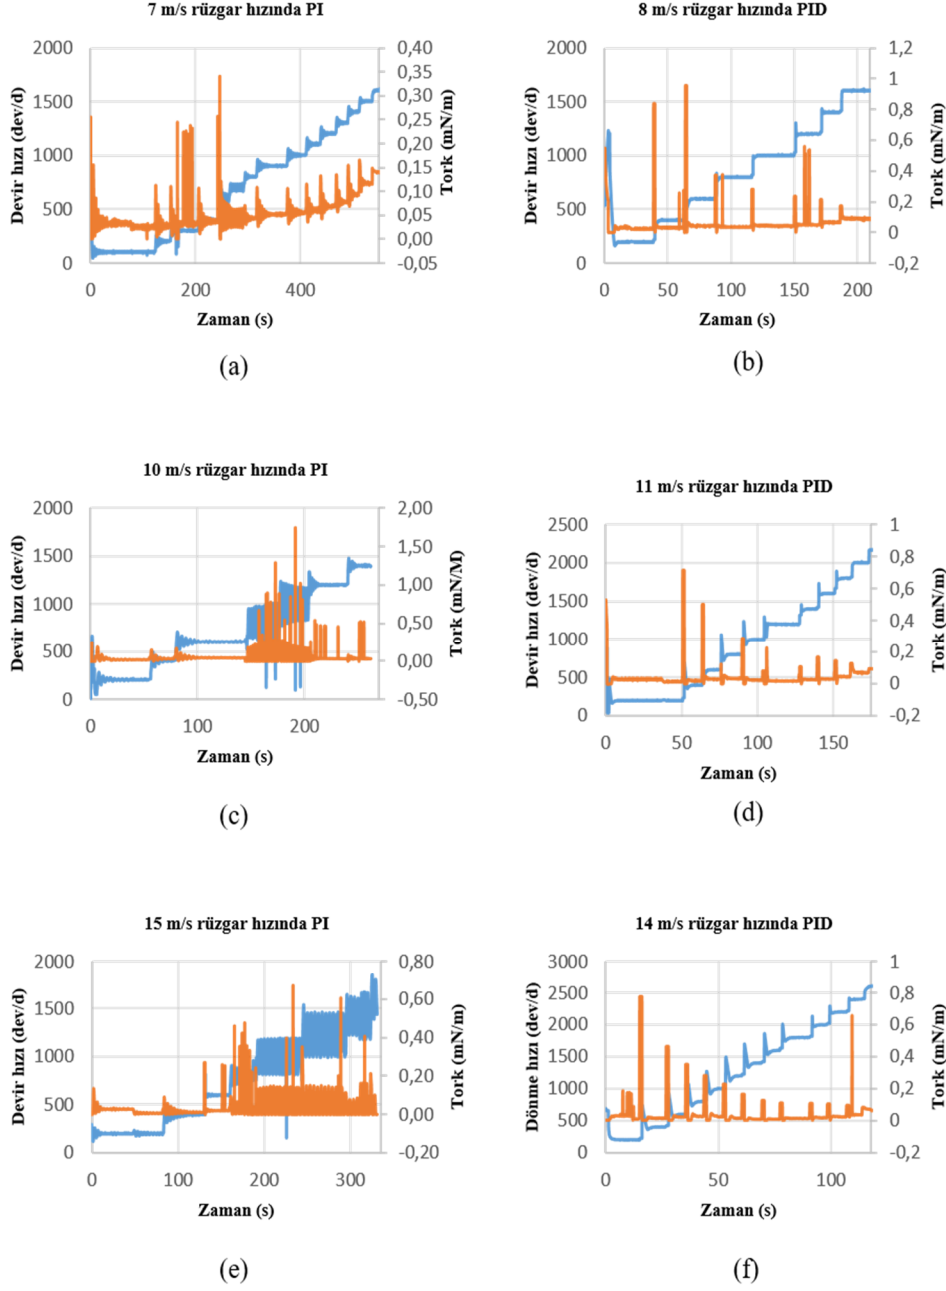 7 m/s rüzgar hızında PI
2000
1500
1000
500
0
0,40
0,35
0,30
0,25
0,20
0,15
0,10
0,05
0,00
-0,05
0 200 400
Devir hızı (dev/d)
Tork (mN/m)
Zaman (s)
(a)
8 m/s rüzgar hızında PID
2000
1500
1000
500
0
1,2
1
0,8
0,6
0,4
0,2
0
-0,2
0 50 100 150 200
Devir hızı (dev/d)
Tork (mN/m)
Zaman (s)
(b)
10 m/s rüzgar hızında PI
2000
1500
1000
500
0
2,00
1,50
1,00
0,50
0,00
-0,50
0 100 200
Devir hızı (dev/d)
Tork (mN/M)
Zaman (s)
(c)
11 m/s rüzgar hızında PID
2500
2000
1500
1000
500
0
1
0,8
0,6
0,4
0,2
0
-0,2
0 50 100 150
Devir hızı (dev/d)
Tork (mN/m)
Zaman (s)
(d)
15 m/s rüzgar hızında PI
2000
1500
1000
500
0
0,80
0,60
0,40
0,20
0,00
-0,20
0 100 200 300
Devir hızı (dev/d)
Tork (mN/m)
Zaman (s)
(e)
14 m/s rüzgar hızında PID
3000
2500
2000
1500
1000
500
0
1
0,8
0,6
0,4
0,2
0
-0,2
0 50 100
Dönme hızı (dev/d)
Tork (mN/m)
Zaman (s)
(f)